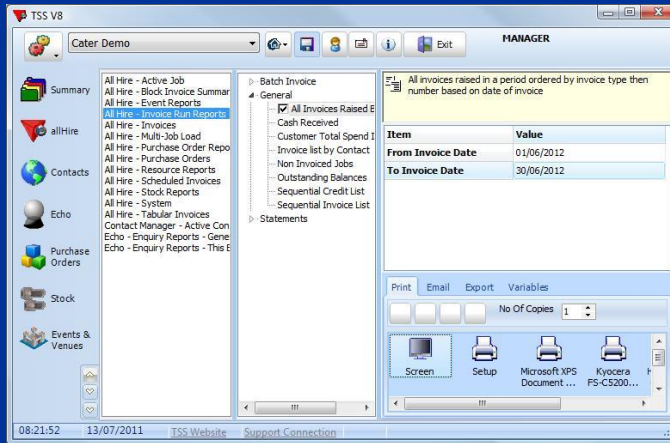 TSS V8
Cater Demo
Exit
MANAGER
Summary
allHire
Contacts
Echo
Purchase
Orders
Stock
Events &
Venues
All Hire - Active Job
All Hire - Block Invoice Summar
All Hire - Event Reports
All Hire - Invoice Run Reports
All Hire - Invoices
All Hire - Multi-Job Load
All Hire - Purchase Order Repo
All Hire - Purchase Orders
All Hire - Resource Reports
All Hire - Scheduled Invoices
All Hire - Stock Reports
All Hire - System
All Hire - Tabular Invoices
Contact Manager - Active Con
Echo - Enquiry Reports - Gene
Echo - Enquiry Reports - This E
Batch Invoice
General
All Invoices Raised B
Cash Received
Customer Total Spend I
Invoice list by Contact
Non Invoiced Jobs
Outstanding Balances
Sequential Credit List
Sequential Invoice List
Statements
All invoices raised in a period ordered by invoice type then
number based on date of invoice
Item Value
From Invoice Date 01/06/2012
To Invoice Date 30/06/2012
Print Email Export Variables
No Of Copies 1
Screen
Setup
Microsoft XPS
Document ...
Kyocera
FS-C5200...
08:21:52 13/07/2011 TSS Website Support Connection